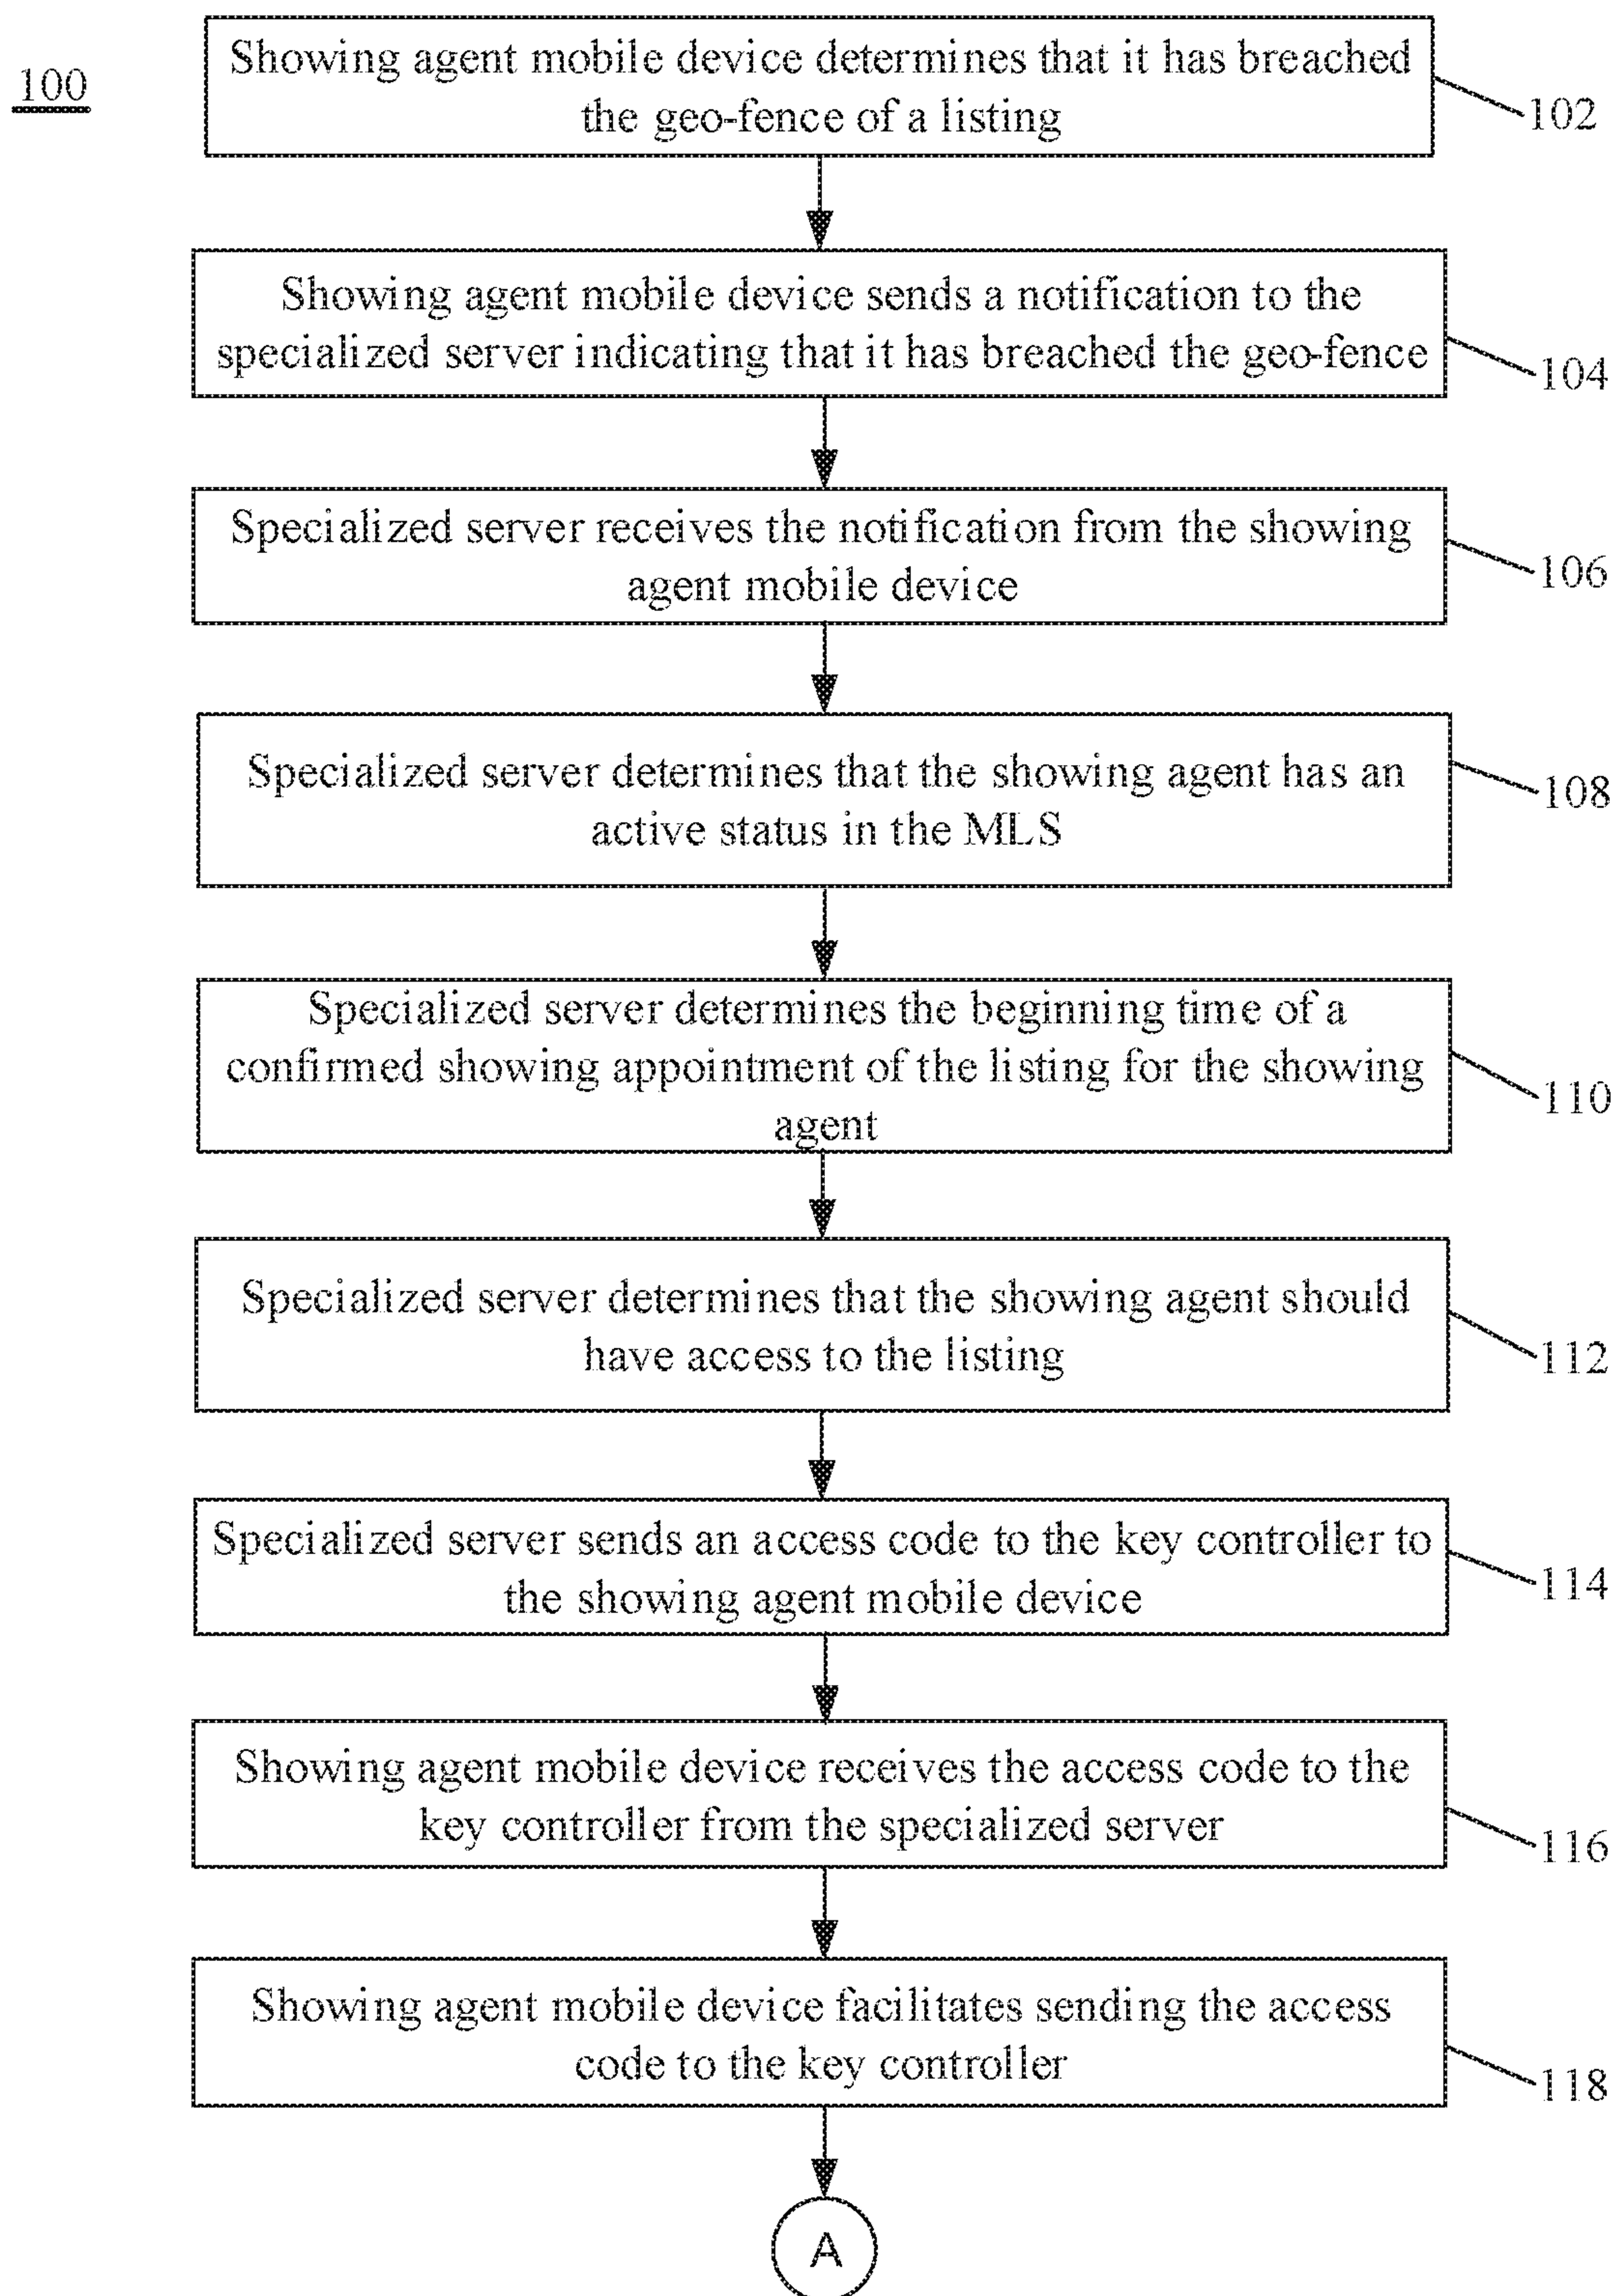 100
Showing agent mobile device determines that it has breached
the geo-fence of a listing
102
Showing agent mobile device sends a notification to the
specialized server indicating that it has breached the geo-fence
104
Specialized server receives the notification from the showing
agent mobile device
106
Specialized server determines that the showing agent has an
active status in the MLS
108
Specialized server determines the beginning time of a
confirmed showing appointment of the listing for the showing
agent
110
Specialized server determines that the showing agent should
have access to the listing
112
Specialized server sends an access code to the key controller to
the showing agent mobile device
114
Showing agent mobile device receives the access code to the
key controller from the specialized server
116
Showing agent mobile device facilitates sending the access
code to the key controller
118
A